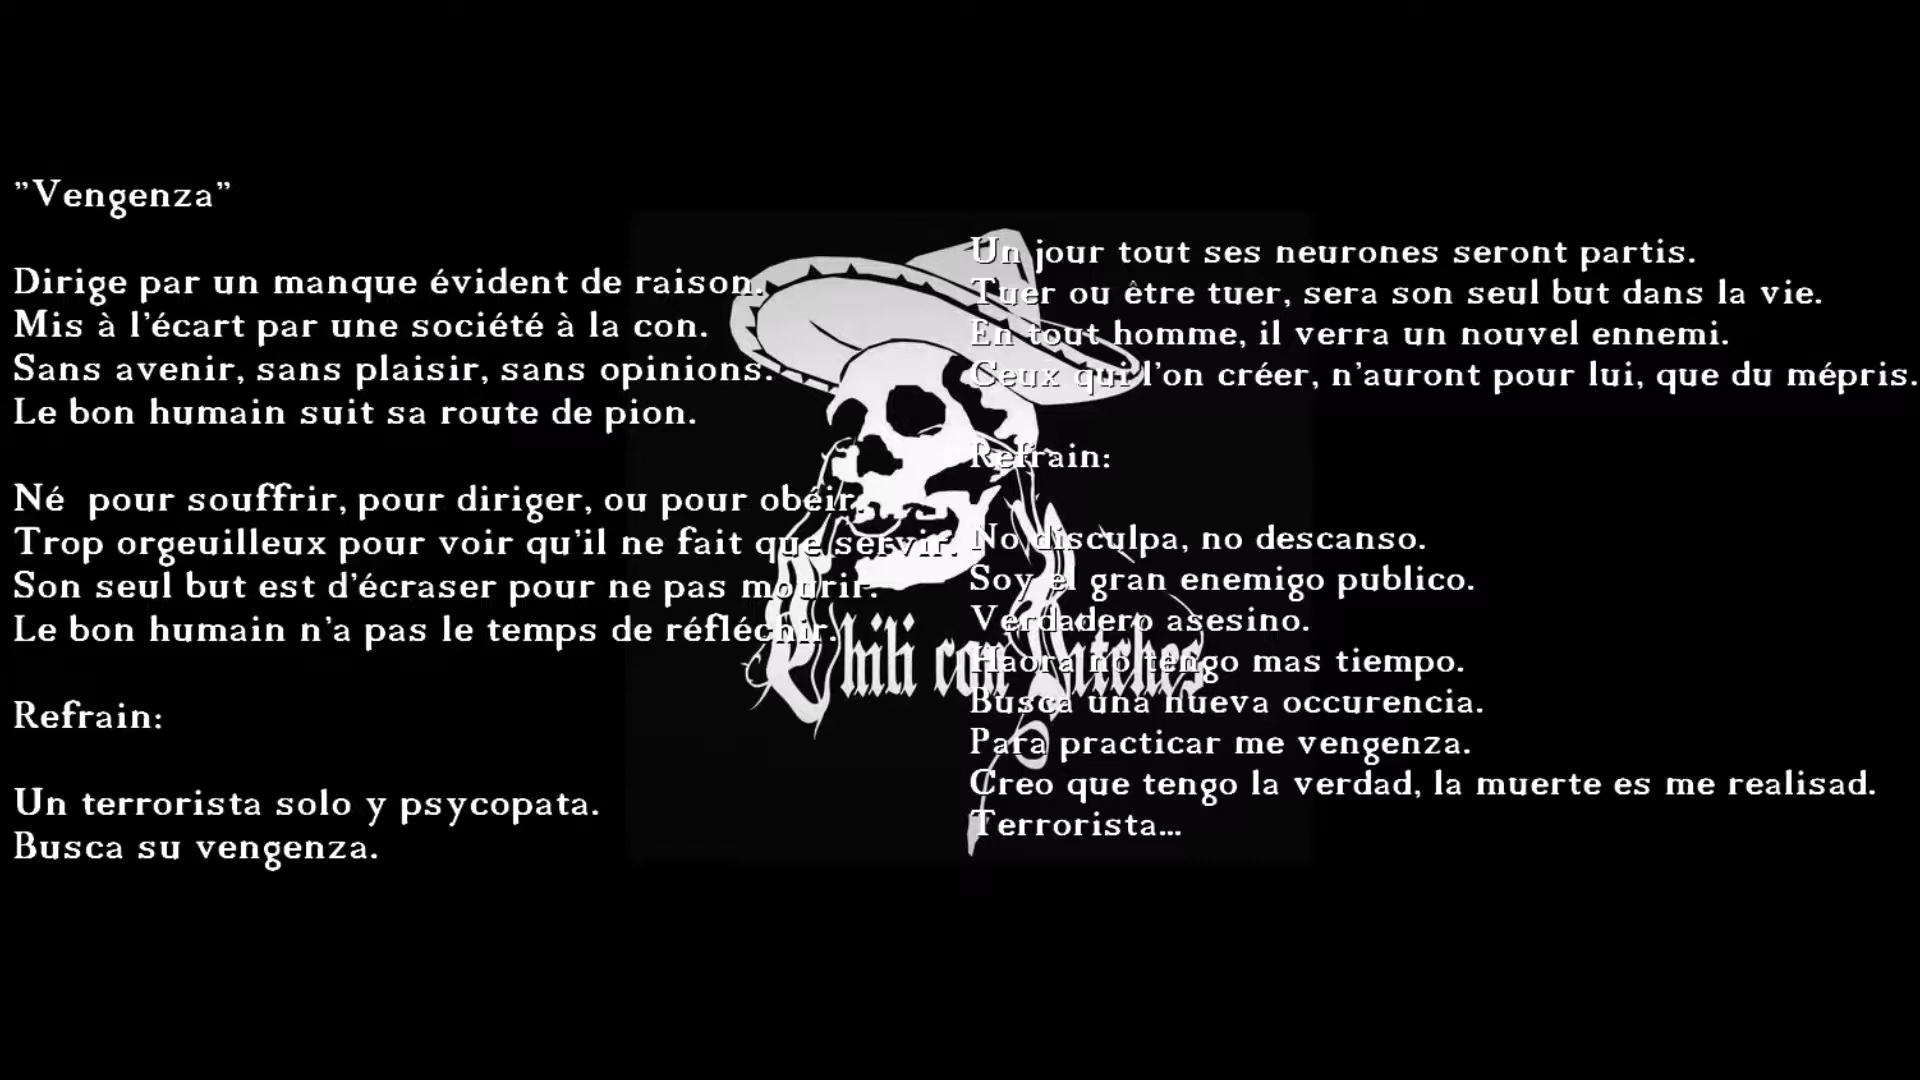 "Vengenza"
Dirige par un manque évident de raison.
Mis à l'écart par une société à la con.
Sans avenir, sans plaisir, sans opinions.
Le bon humain suit sa route de pion.
Né pour souffrir, pour diriger, ou pour obéir.
Trop orgeuilleux pour voir qu'il ne fait que servir.
Son seul but est d'écraser pour ne pas mourir.
Le bon humain n'a pas le temps de réfléchir.
Refrain:
Un terrorista solo y psycopata.
Busca su vengenza.
Un jour tout ses neurones seront partis.
Tuer ou être tuer, sera son seul but dans la vie.
En tout homme, il verra un nouvel ennemi.
Ceux qui l'on créer, n'auront pour lui, que du mépris.
Refrain:
No disculpa, no descanso.
Soy el gran enemigo publico.
Verdadero asesino.
Haora no tengo mas tiempo.
Busca una nueva occurencia.
Para practicar me vengenza.
Creo que tengo la verdad, la muerte es me realisad.
Terrorista...
Chili con